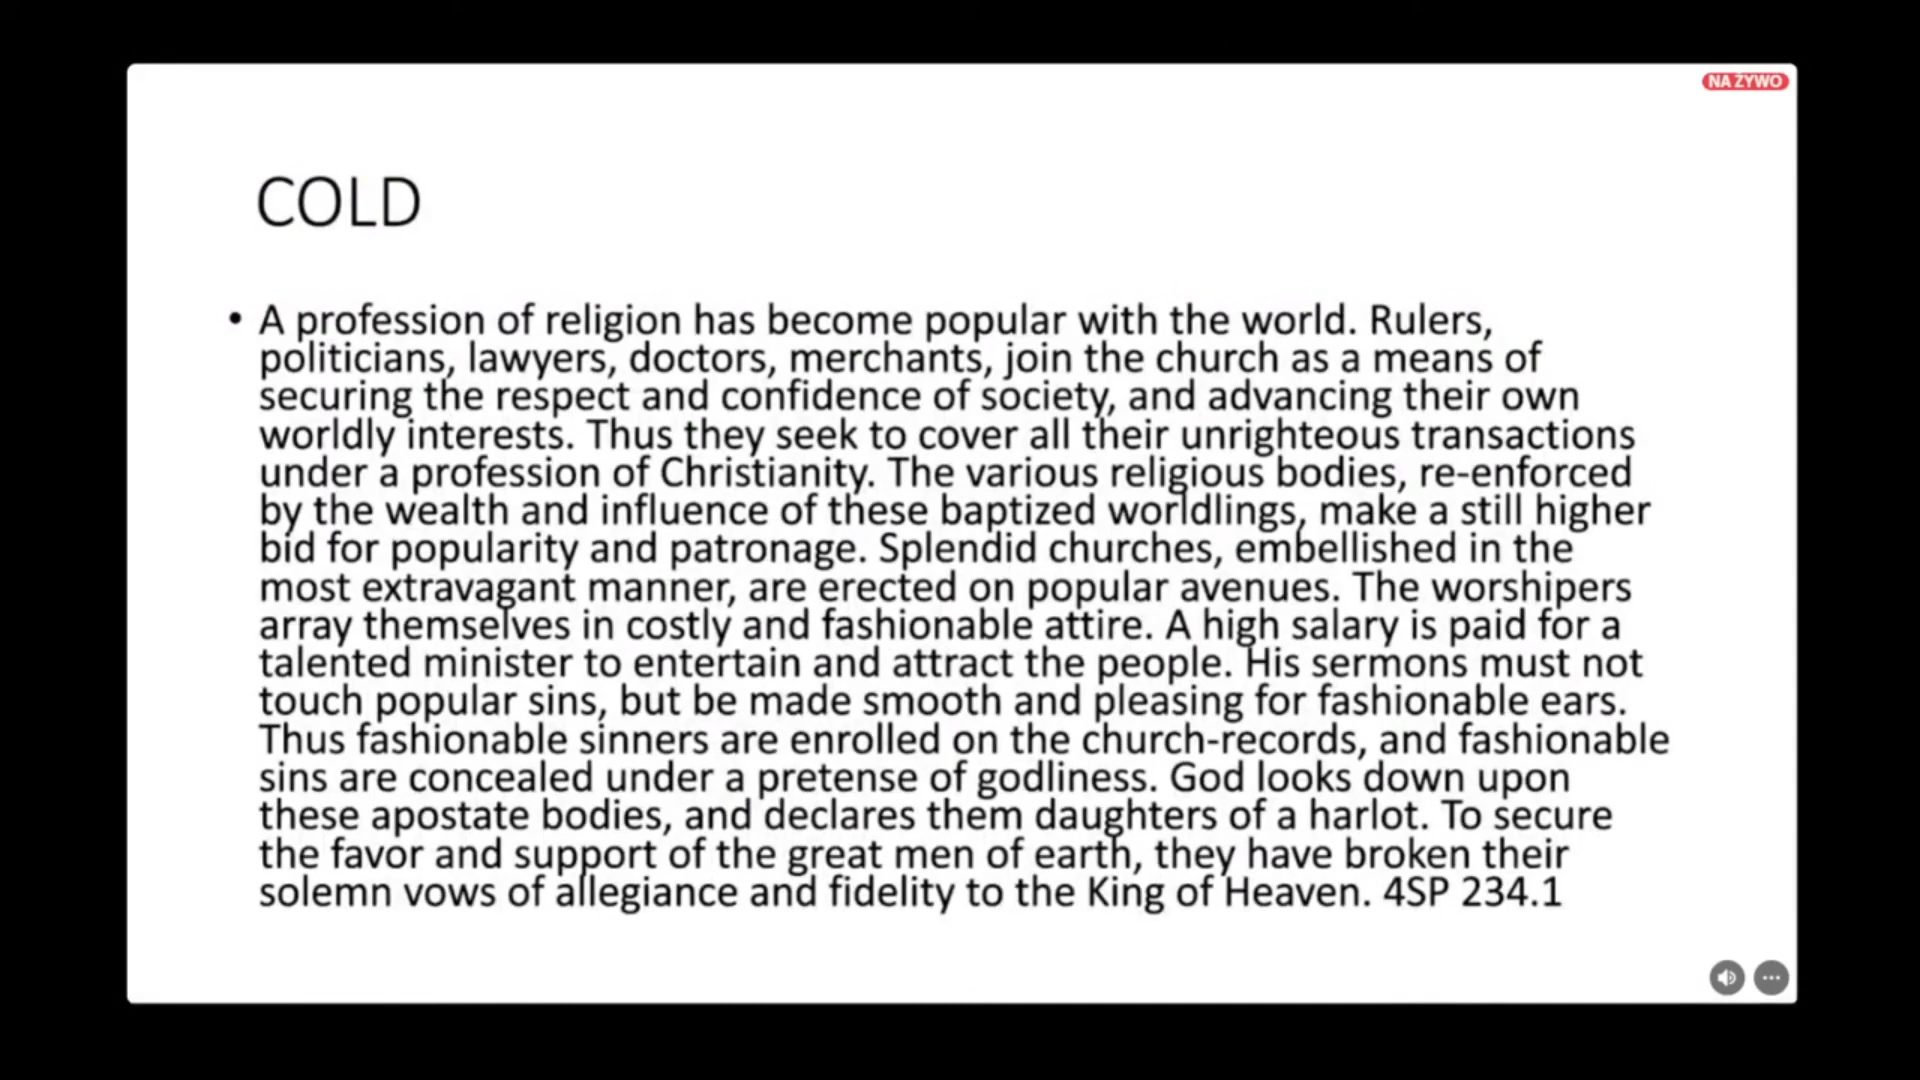 NA ŻYWO
COLD
• A profession of religion has become popular with the world. Rulers,
politicians, lawyers, doctors, merchants, join the church as a means of
securing the respect and confidence of society, and advancing their own
worldly interests. Thus they seek to cover all their unrighteous transactions
under a profession of Christianity. The various religious bodies, re-enforced
by the wealth and influence of these baptized worldlings, make a still higher
bid for popularity and patronage. Splendid churches, embellished in the
most extravagant manner, are erected on popular avenues. The worshipers
array themselves in costly and fashionable attire. A high salary is paid for a
talented minister to entertain and attract the people. His sermons must not
touch popular sins, but be made smooth and pleasing for fashionable ears.
Thus fashionable sinners are enrolled on the church-records, and fashionable
sins are concealed under a pretense of godliness. God looks down upon
these apostate bodies, and declares them daughters of a harlot. To secure
the favor and support of the great men of earth, they have broken their
solemn vows of allegiance and fidelity to the King of Heaven. 4SP 234.1